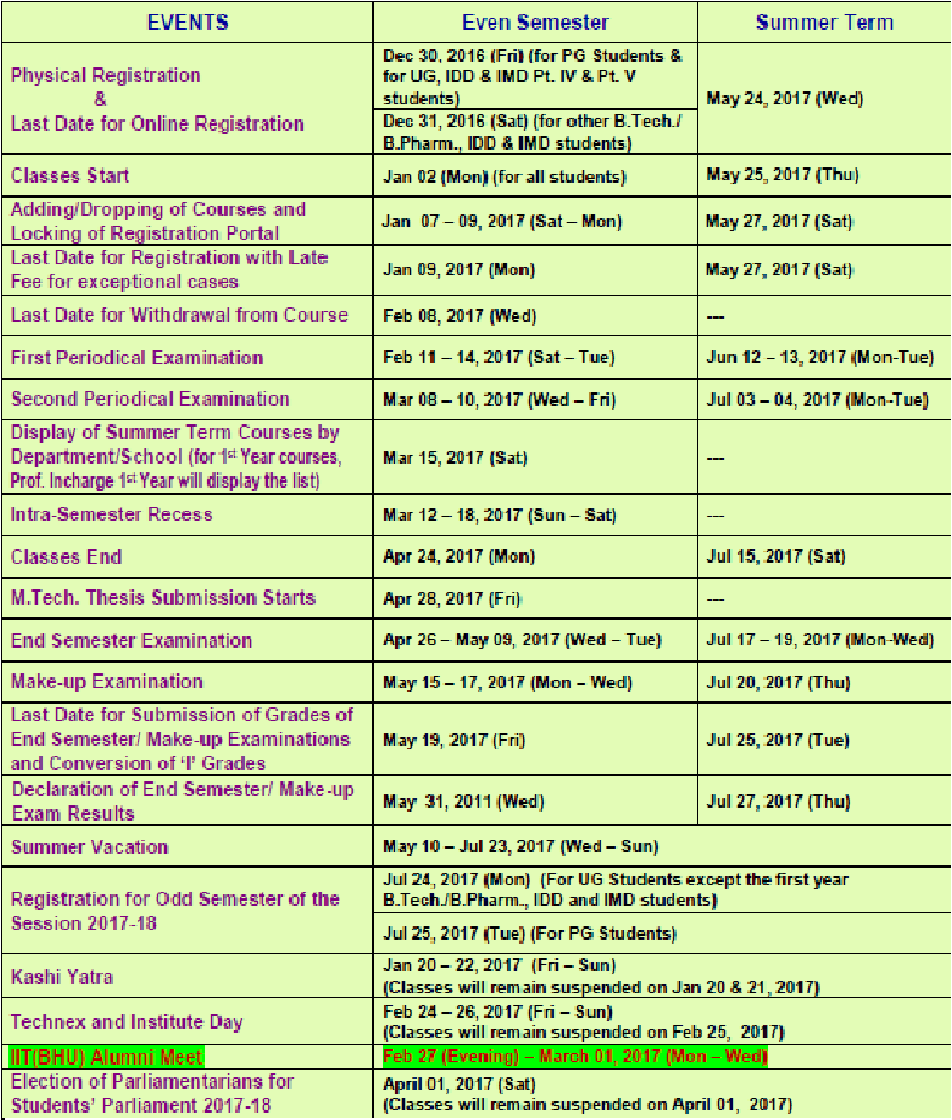 EVENTS Even Semester Summer Term
Physical Registration
&
Last Date for Online Registration
Dec 30, 2016 (Fri) (for PG Students &
for UG, IDD & IMD Pt. IV & Pt. V
students)
Dec 31, 2016 (Sat) (for other B.Tech./
B.Pharm., IDD & IMD students)
May 24, 2017 (Wed)
Classes Start Jan 02 (Mon) (for all students) May 25, 2017 (Thu)
Adding/Dropping of Courses and
Locking of Registration Portal
Jan 07 – 09, 2017 (Sat – Mon) May 27, 2017 (Sat)
Last Date for Registration with Late
Fee for exceptional cases
Jan 09, 2017 (Mon) May 27, 2017 (Sat)
Last Date for Withdrawal from Course Feb 08, 2017 (Wed) ---
First Periodical Examination Feb 11 – 14, 2017 (Sat – Tue) Jun 12 – 13, 2017 (Mon-Tue)
Second Periodical Examination Mar 08 – 10, 2017 (Wed – Fri) Jul 03 – 04, 2017 (Mon-Tue)
Display of Summer Term Courses by
Department/School (for 1st Year courses,
Prof. Incharge 1st Year will display the list)
Mar 15, 2017 (Sat) ---
Intra-Semester Recess Mar 12 – 18, 2017 (Sun – Sat) ---
Classes End Apr 24, 2017 (Mon) Jul 15, 2017 (Sat)
M.Tech. Thesis Submission Starts Apr 28, 2017 (Fri) ---
End Semester Examination Apr 26 – May 09, 2017 (Wed – Tue) Jul 17 – 19, 2017 (Mon-Wed)
Make-up Examination May 15 – 17, 2017 (Mon – Wed) Jul 20, 2017 (Thu)
Last Date for Submission of Grades of
End Semester/ Make-up Examinations
and Conversion of 'I' Grades
May 19, 2017 (Fri) Jul 25, 2017 (Tue)
Declaration of End Semester/ Make-up
Exam Results
May 31, 2011 (Wed) Jul 27, 2017 (Thu)
Summer Vacation May 10 – Jul 23, 2017 (Wed – Sun)
Registration for Odd Semester of the
Session 2017-18
Jul 24, 2017 (Mon) (For UG Students except the first year
B.Tech./B.Pharm., IDD and IMD students)
Jul 25, 2017 (Tue) (For PG Students)
Kashi Yatra
Jan 20 – 22, 2017 (Fri – Sun)
(Classes will remain suspended on Jan 20 & 21, 2017)
Technex and Institute Day
Feb 24 – 26, 2017 (Fri – Sun)
(Classes will remain suspended on Feb 25, 2017)
IIT(BHU) Alumni Meet Feb 27 (Evening) – March 01, 2017 (Mon – Wed)
Election of Parliamentarians for
Students' Parliament 2017-18
April 01, 2017 (Sat)
(Classes will remain suspended on April 01, 2017)